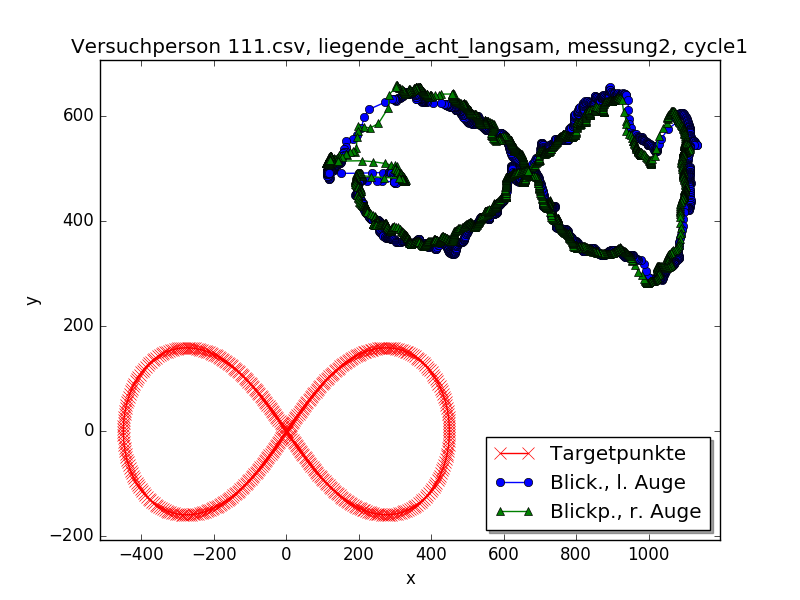 Versuchperson 111.csv, liegende_acht_langsam, messung2, cycle1
600
400
200
0
−200
y
−400 −200 0 200 400 600 800 1000
x
Targetpunkte
Blick., l. Auge
Blickp., r. Auge